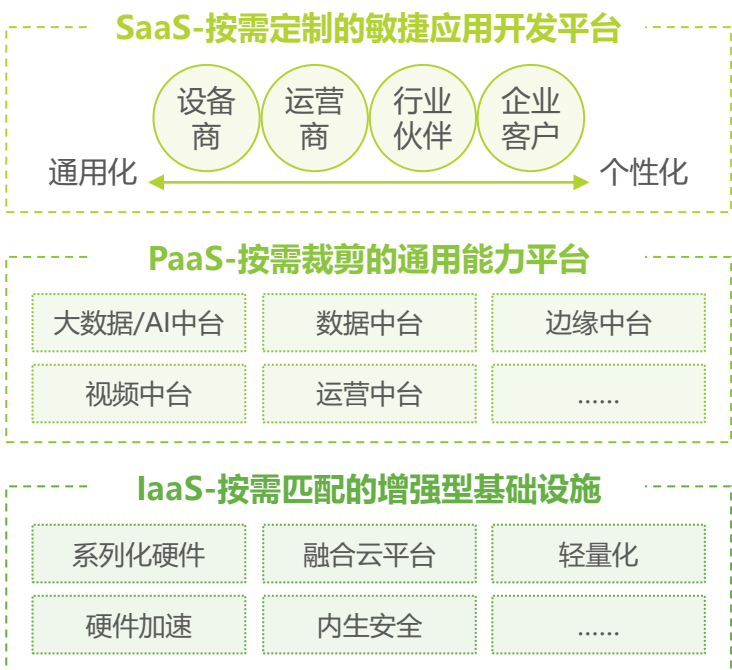 SaaS-按需定制的敏捷应用开发平台
设备
商
运营
商
行业
伙伴
企业
客户
通用化
个性化
PaaS-按需裁剪的通用能力平台
大数据/AI中台
数据中台
边缘中台
视频中台
运营中台
……
IaaS-按需匹配的增强型基础设施
系列化硬件
融合云平台
轻量化
硬件加速
内生安全
……